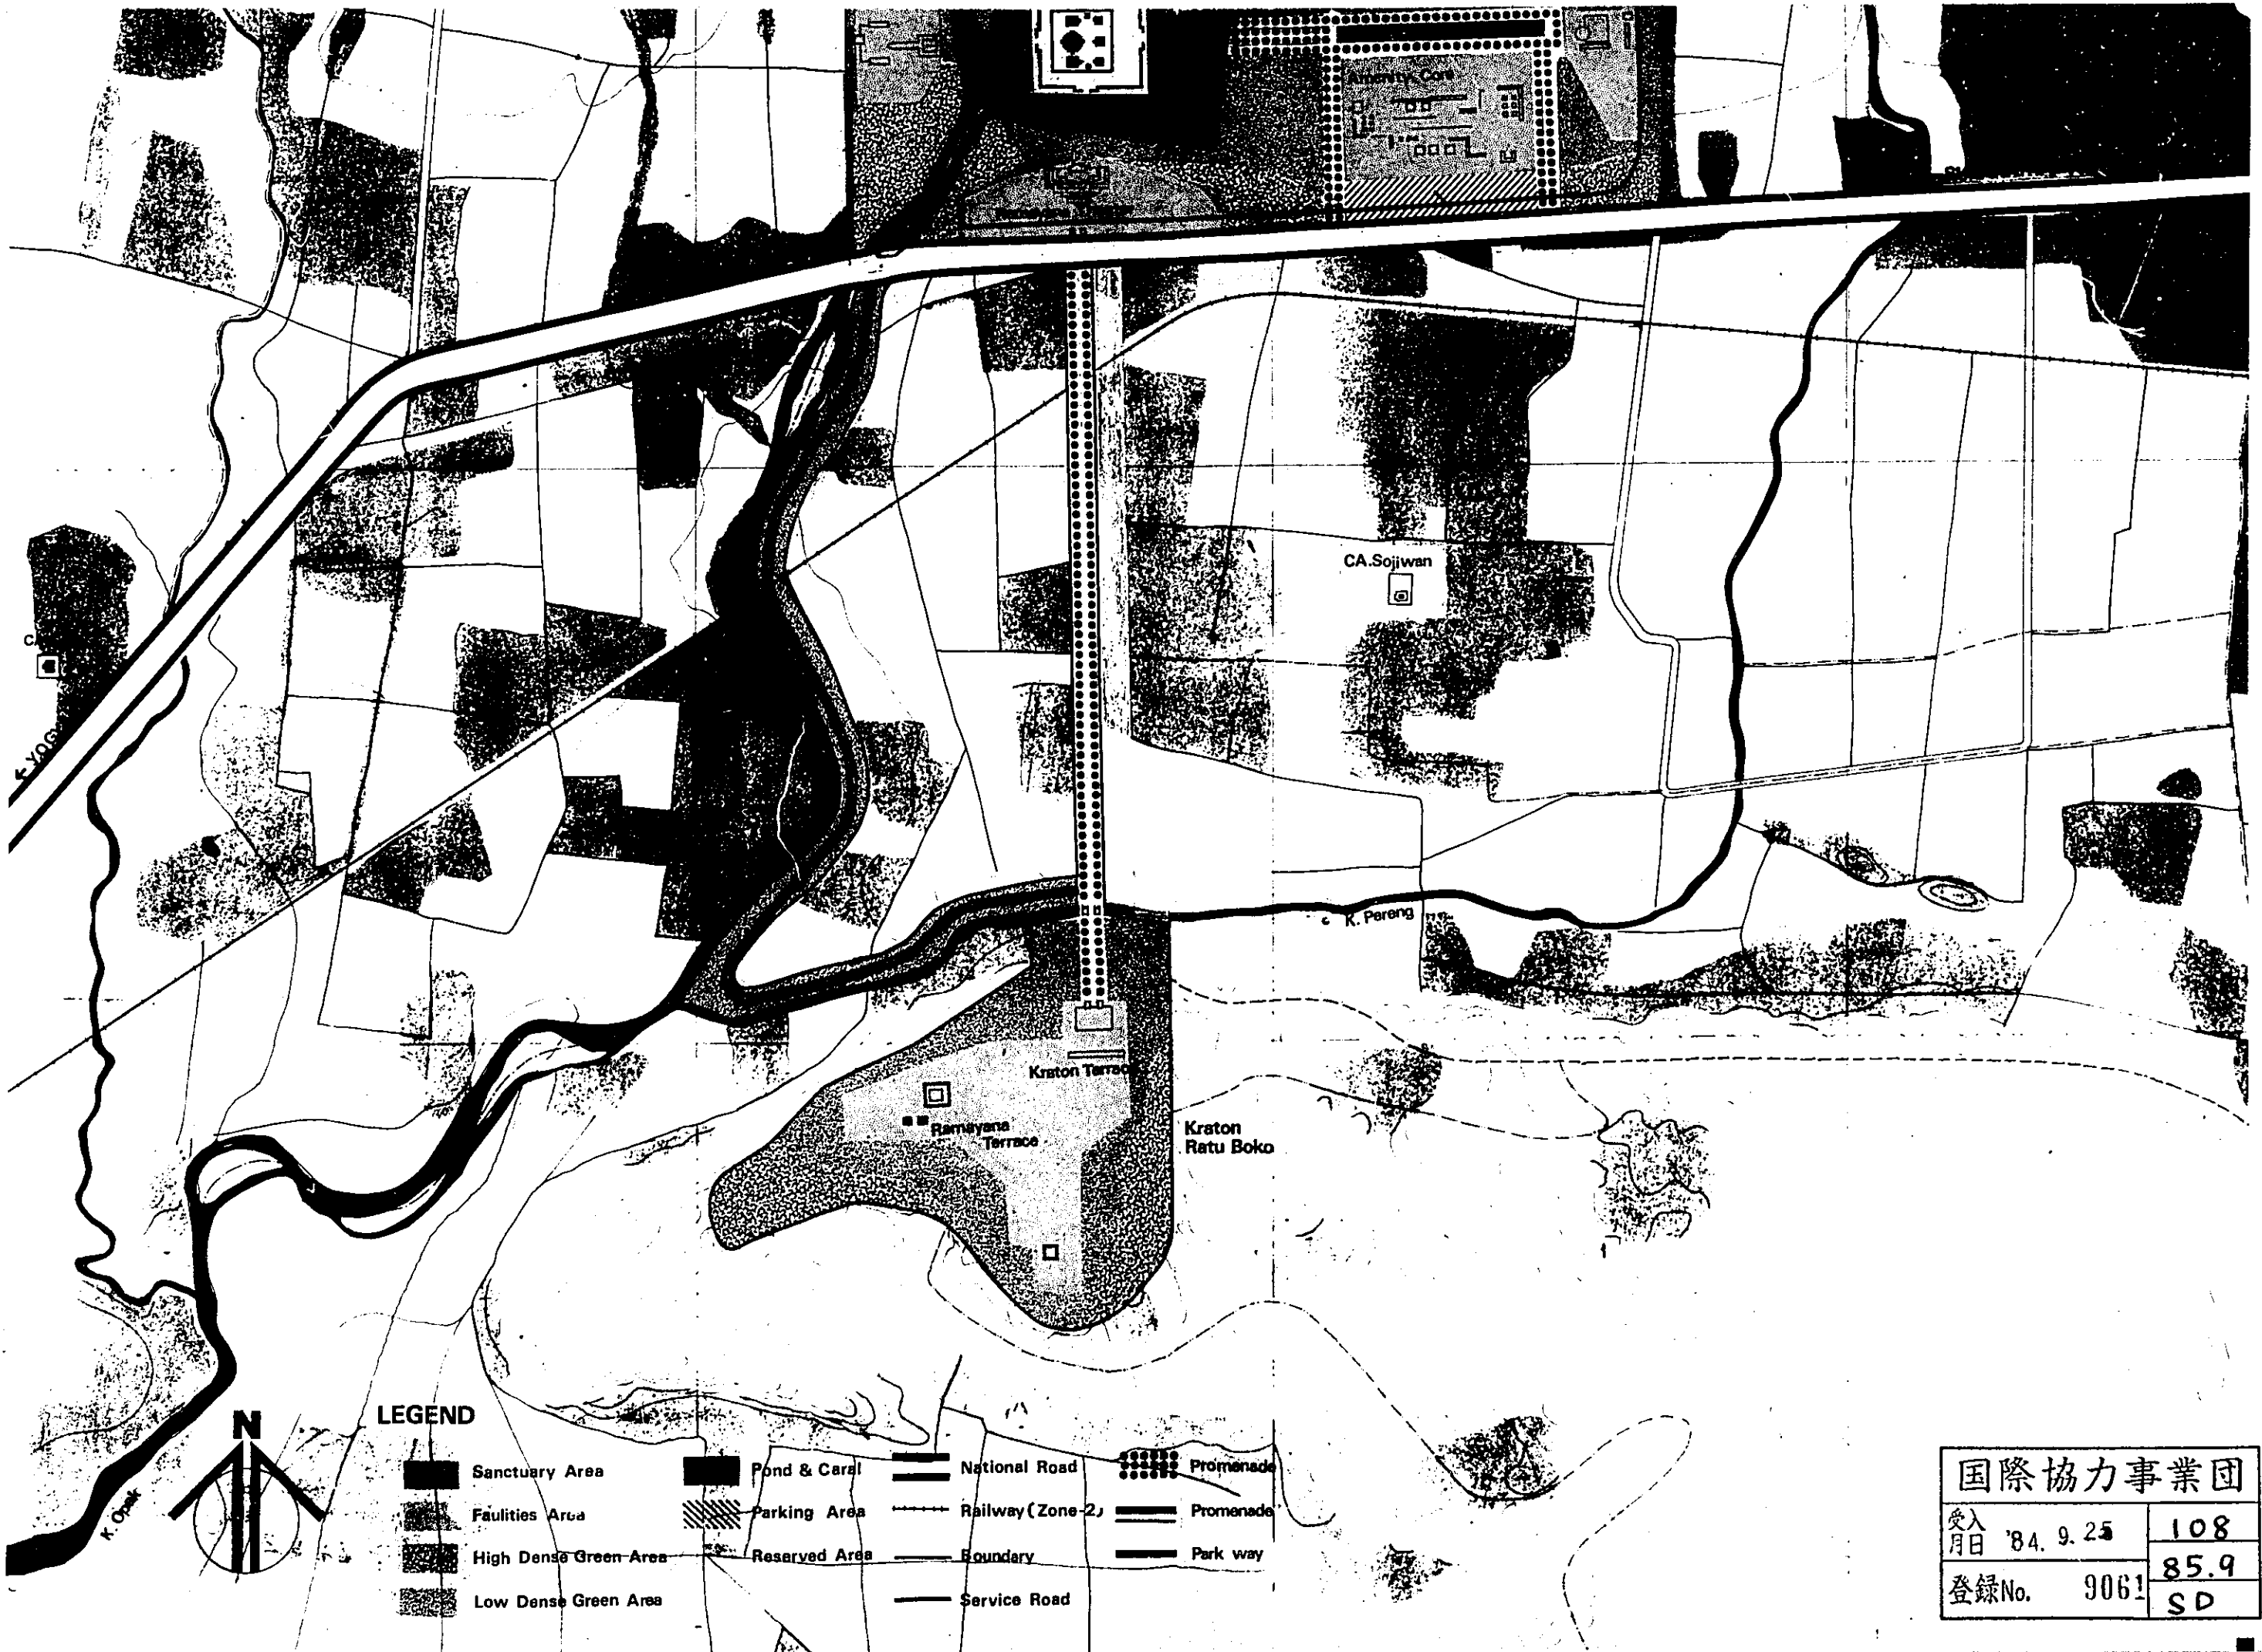 Amenity Core
CA.Sojiwan
← YOG
K. Pereng
Kraton Terrace
Ramayana
Terrace
Kraton
Ratu Boko
K. Opak
N
LEGEND
Sanctuary Area
Faulities Area
High Dense Green Area
Low Dense Green Area
Pond & Caral
Parking Area
Reserved Area
National Road
Railway (Zone-2)
Boundary
Service Road
Promenade
Promenade
Park way
国際協力事業団
受入月日 '84. 9. 25 108
85.9
登録No. 9061 SD